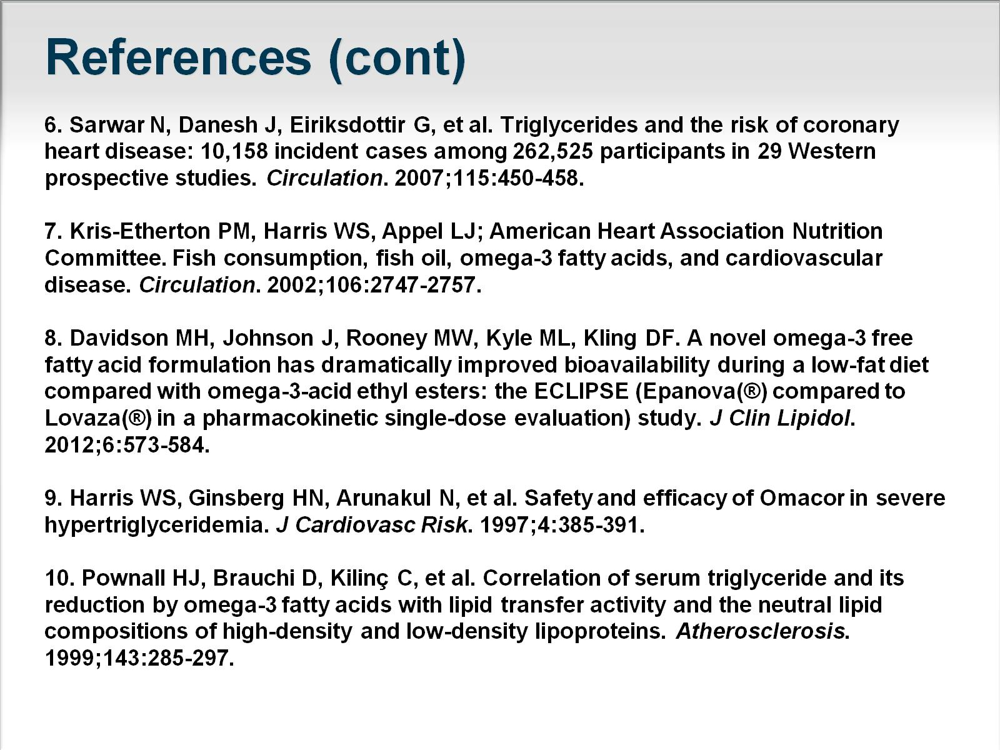 References (cont)
6. Sarwar N, Danesh J, Eiriksdottir G, et al. Triglycerides and the risk of coronary
heart disease: 10,158 incident cases among 262,525 participants in 29 Western
prospective studies. Circulation. 2007;115:450-458.
7. Kris-Etherton PM, Harris WS, Appel LJ; American Heart Association Nutrition
Committee. Fish consumption, fish oil, omega-3 fatty acids, and cardiovascular
disease. Circulation. 2002;106:2747-2757.
8. Davidson MH, Johnson J, Rooney MW, Kyle ML, Kling DF. A novel omega-3 free
fatty acid formulation has dramatically improved bioavailability during a low-fat diet
compared with omega-3-acid ethyl esters: the ECLIPSE (Epanova(®) compared to
Lovaza(®) in a pharmacokinetic single-dose evaluation) study. J Clin Lipidol.
2012;6:573-584.
9. Harris WS, Ginsberg HN, Arunakul N, et al. Safety and efficacy of Omacor in severe
hypertriglyceridemia. J Cardiovasc Risk. 1997;4:385-391.
10. Pownall HJ, Brauchi D, Kilinç C, et al. Correlation of serum triglyceride and its
reduction by omega-3 fatty acids with lipid transfer activity and the neutral lipid
compositions of high-density and low-density lipoproteins. Atherosclerosis.
1999;143:285-297.